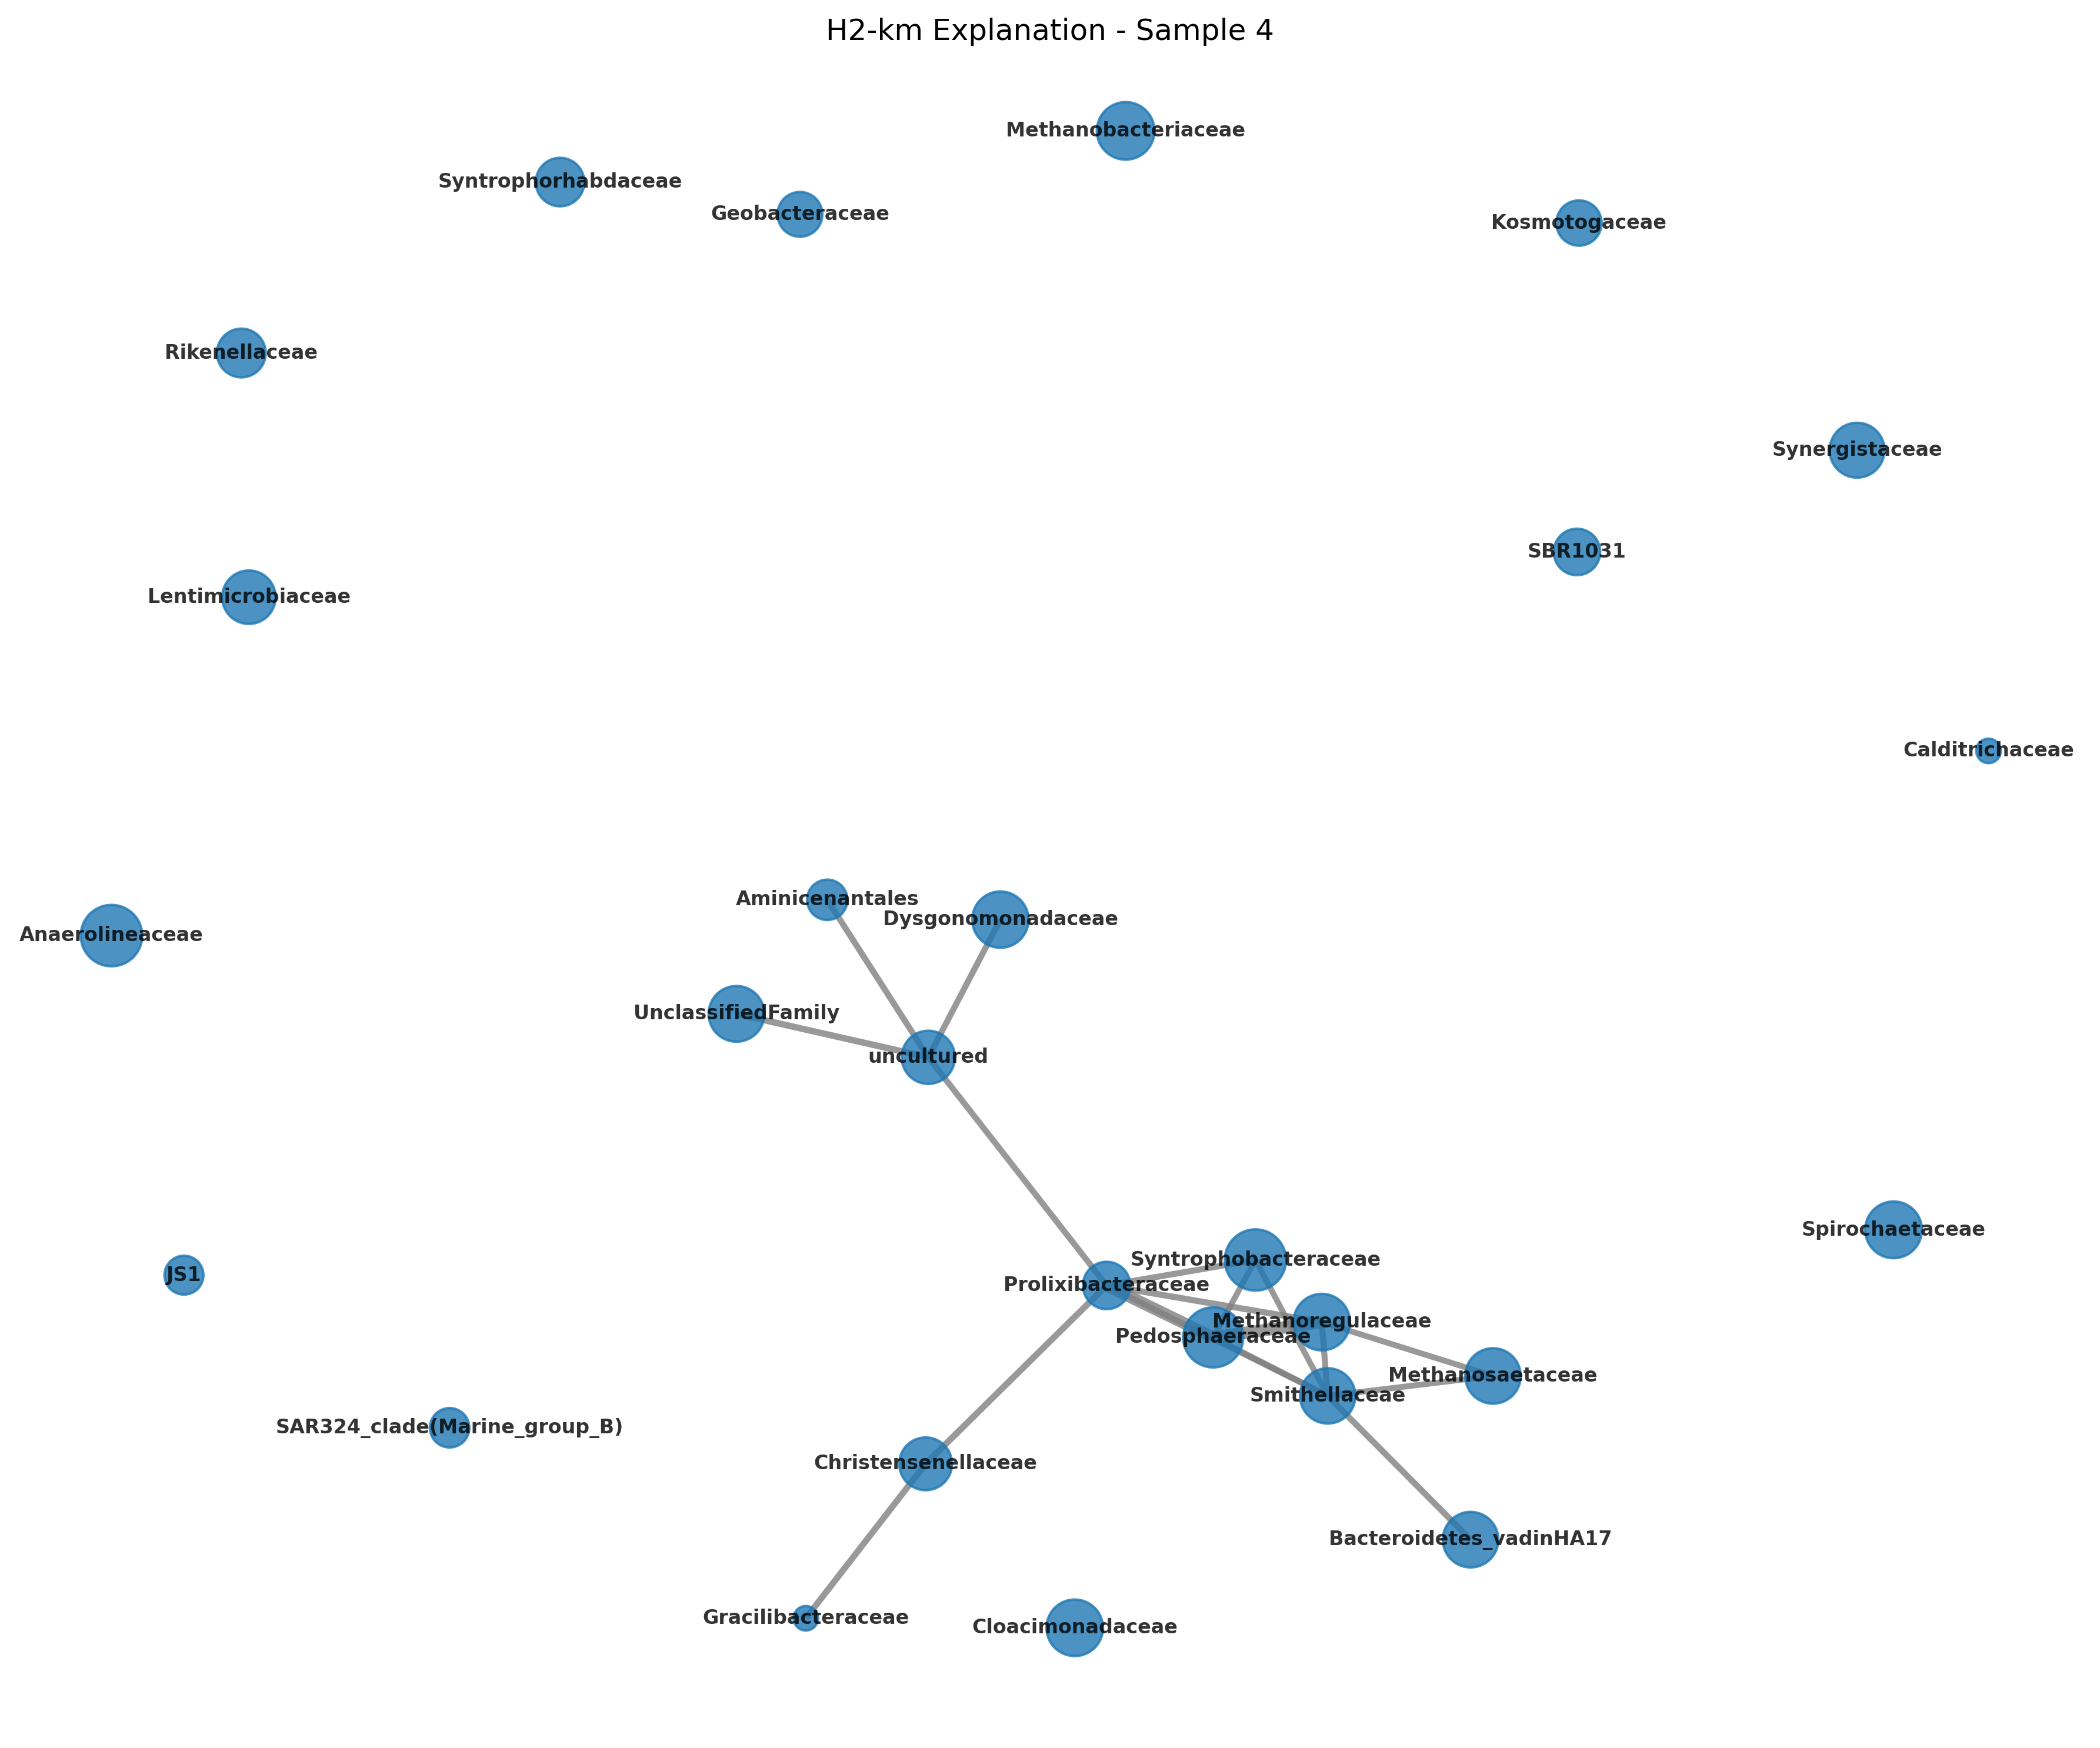 H2-km Explanation - Sample 4
Methanobacteriaceae
Syntrophorhabdaceae
Geobacteraceae
Kosmotogaceae
Rikenellaceae
Synergistaceae
SBR1031
Lentimicrobiaceae
Calditrichaceae
Aminicenantales
Dysgonomonadaceae
Anaerolineaceae
UnclassifiedFamily
uncultured
Spirochaetaceae
Syntrophobacteraceae
JS1
Prolixibacteraceae
Methanoregulaceae
Pedosphaeraceae
Methanosaetaceae
Smithellaceae
SAR324_clade(Marine_group_B)
Christensenellaceae
Bacteroidetes_vadinHA17
Gracilibacteraceae
Cloacimonadaceae